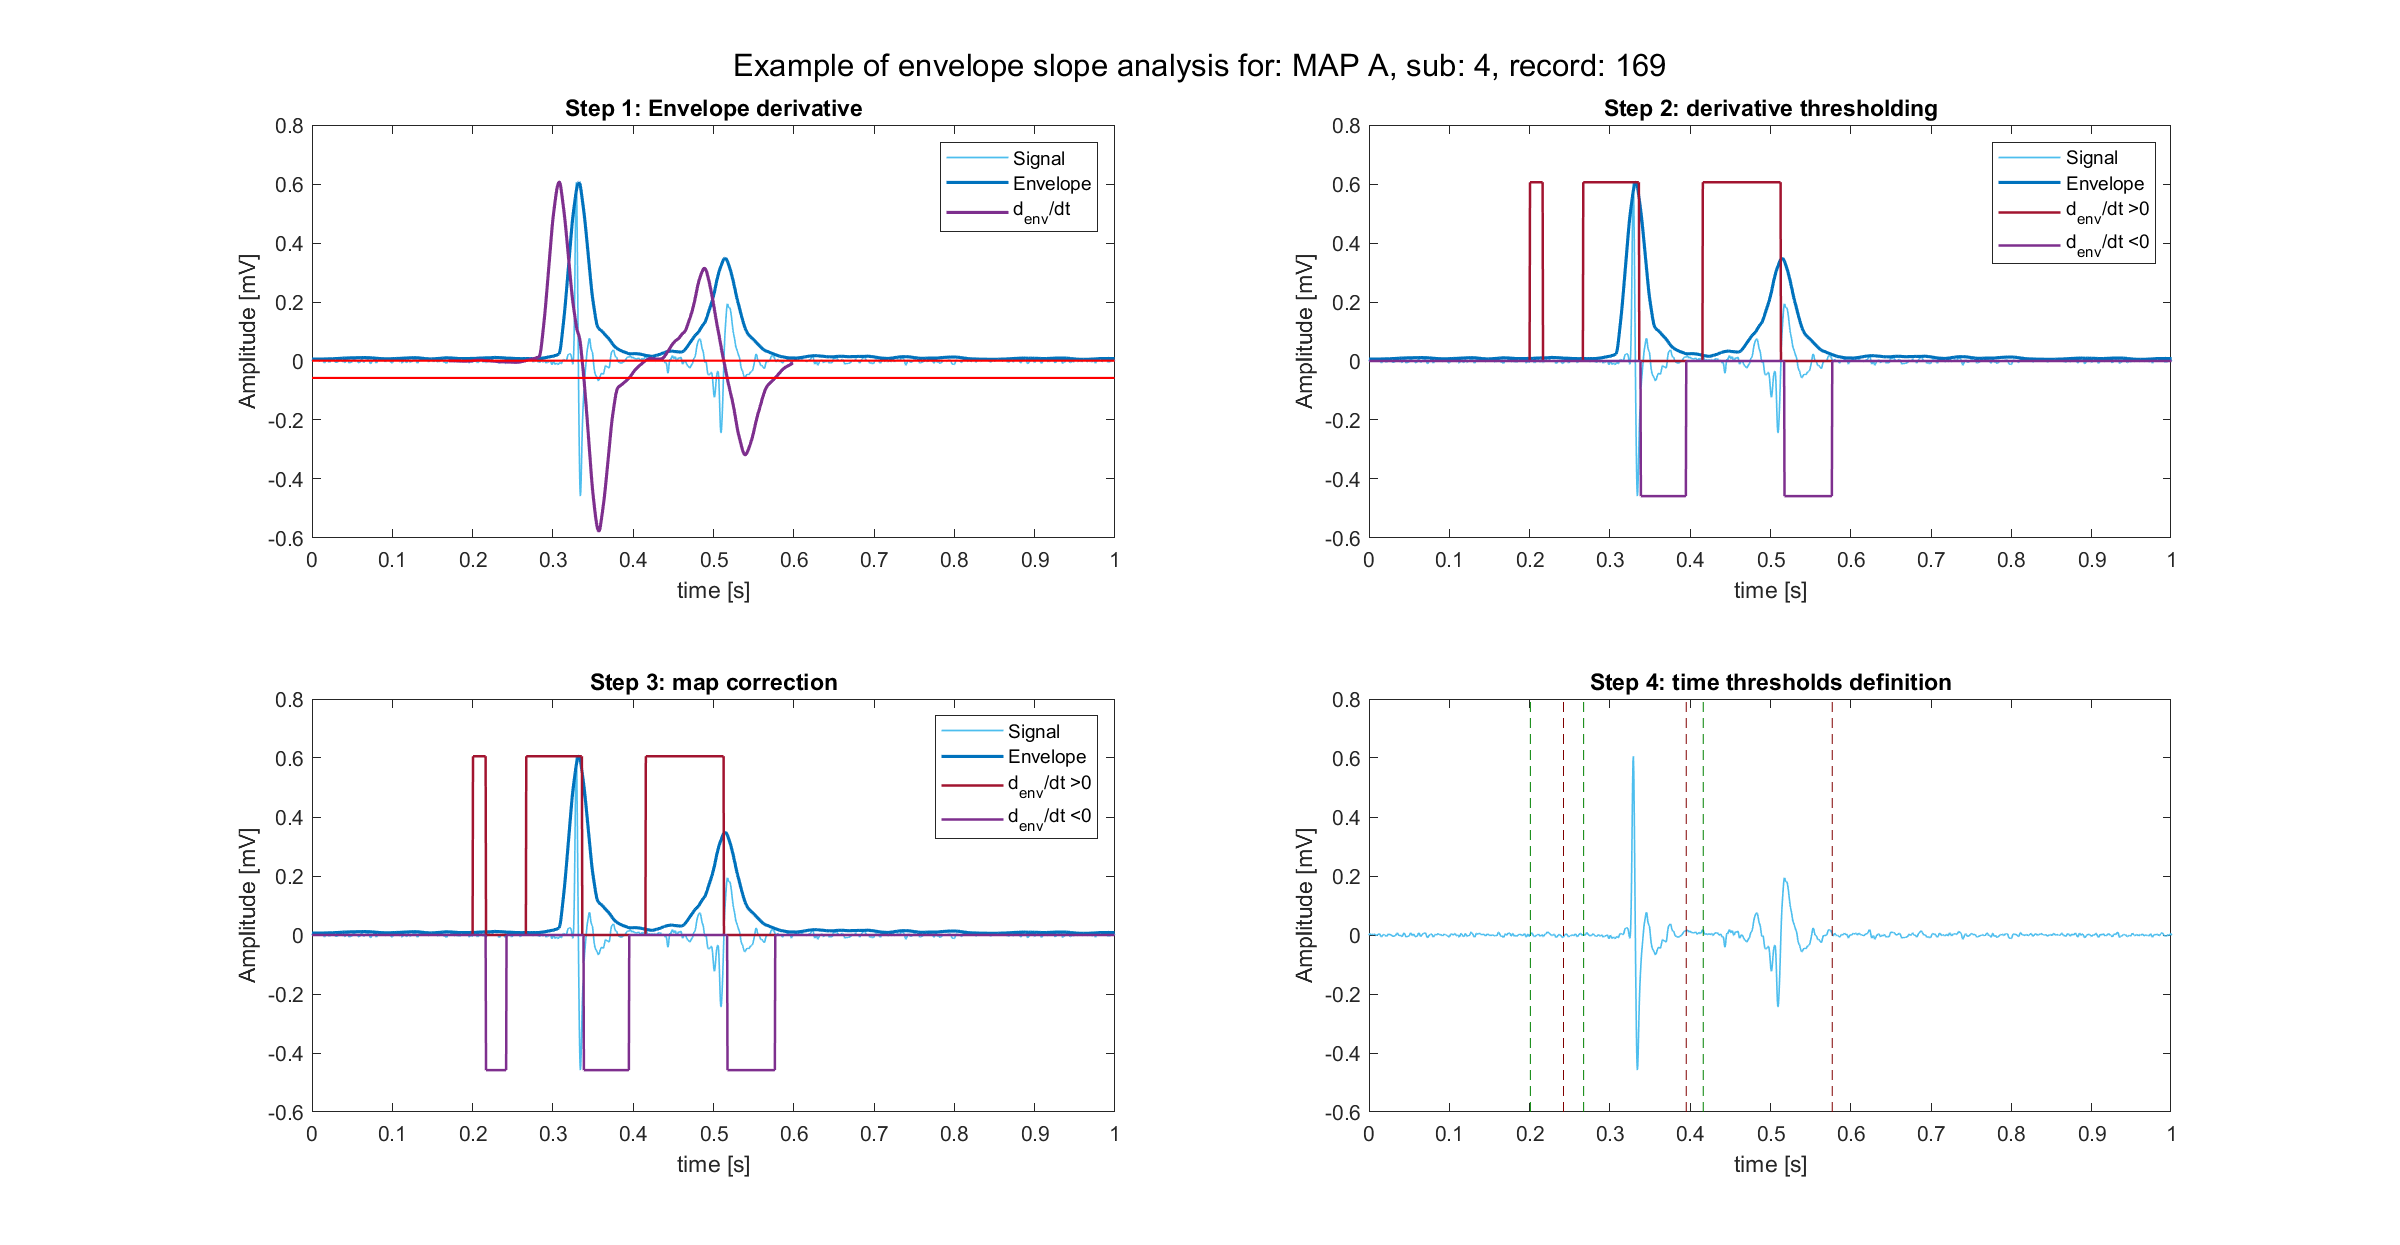 Example of envelope slope analysis for: MAP A, sub: 4, record: 169
Step 1: Envelope derivative
0.8
0.6
0.4
0.2
0
-0.2
-0.4
-0.6
Amplitude [mV]
0 0.1 0.2 0.3 0.4 0.5 0.6 0.7 0.8 0.9 1
time [s]
Signal
Envelope
d_env/dt
Step 2: derivative thresholding
0.8
0.6
0.4
0.2
0
-0.2
-0.4
-0.6
Amplitude [mV]
0 0.1 0.2 0.3 0.4 0.5 0.6 0.7 0.8 0.9 1
time [s]
Signal
Envelope
d_env/dt >0
d_env/dt <0
Step 3: map correction
0.8
0.6
0.4
0.2
0
-0.2
-0.4
-0.6
Amplitude [mV]
0 0.1 0.2 0.3 0.4 0.5 0.6 0.7 0.8 0.9 1
time [s]
Signal
Envelope
d_env/dt >0
d_env/dt <0
Step 4: time thresholds definition
0.8
0.6
0.4
0.2
0
-0.2
-0.4
-0.6
Amplitude [mV]
0 0.1 0.2 0.3 0.4 0.5 0.6 0.7 0.8 0.9 1
time [s]